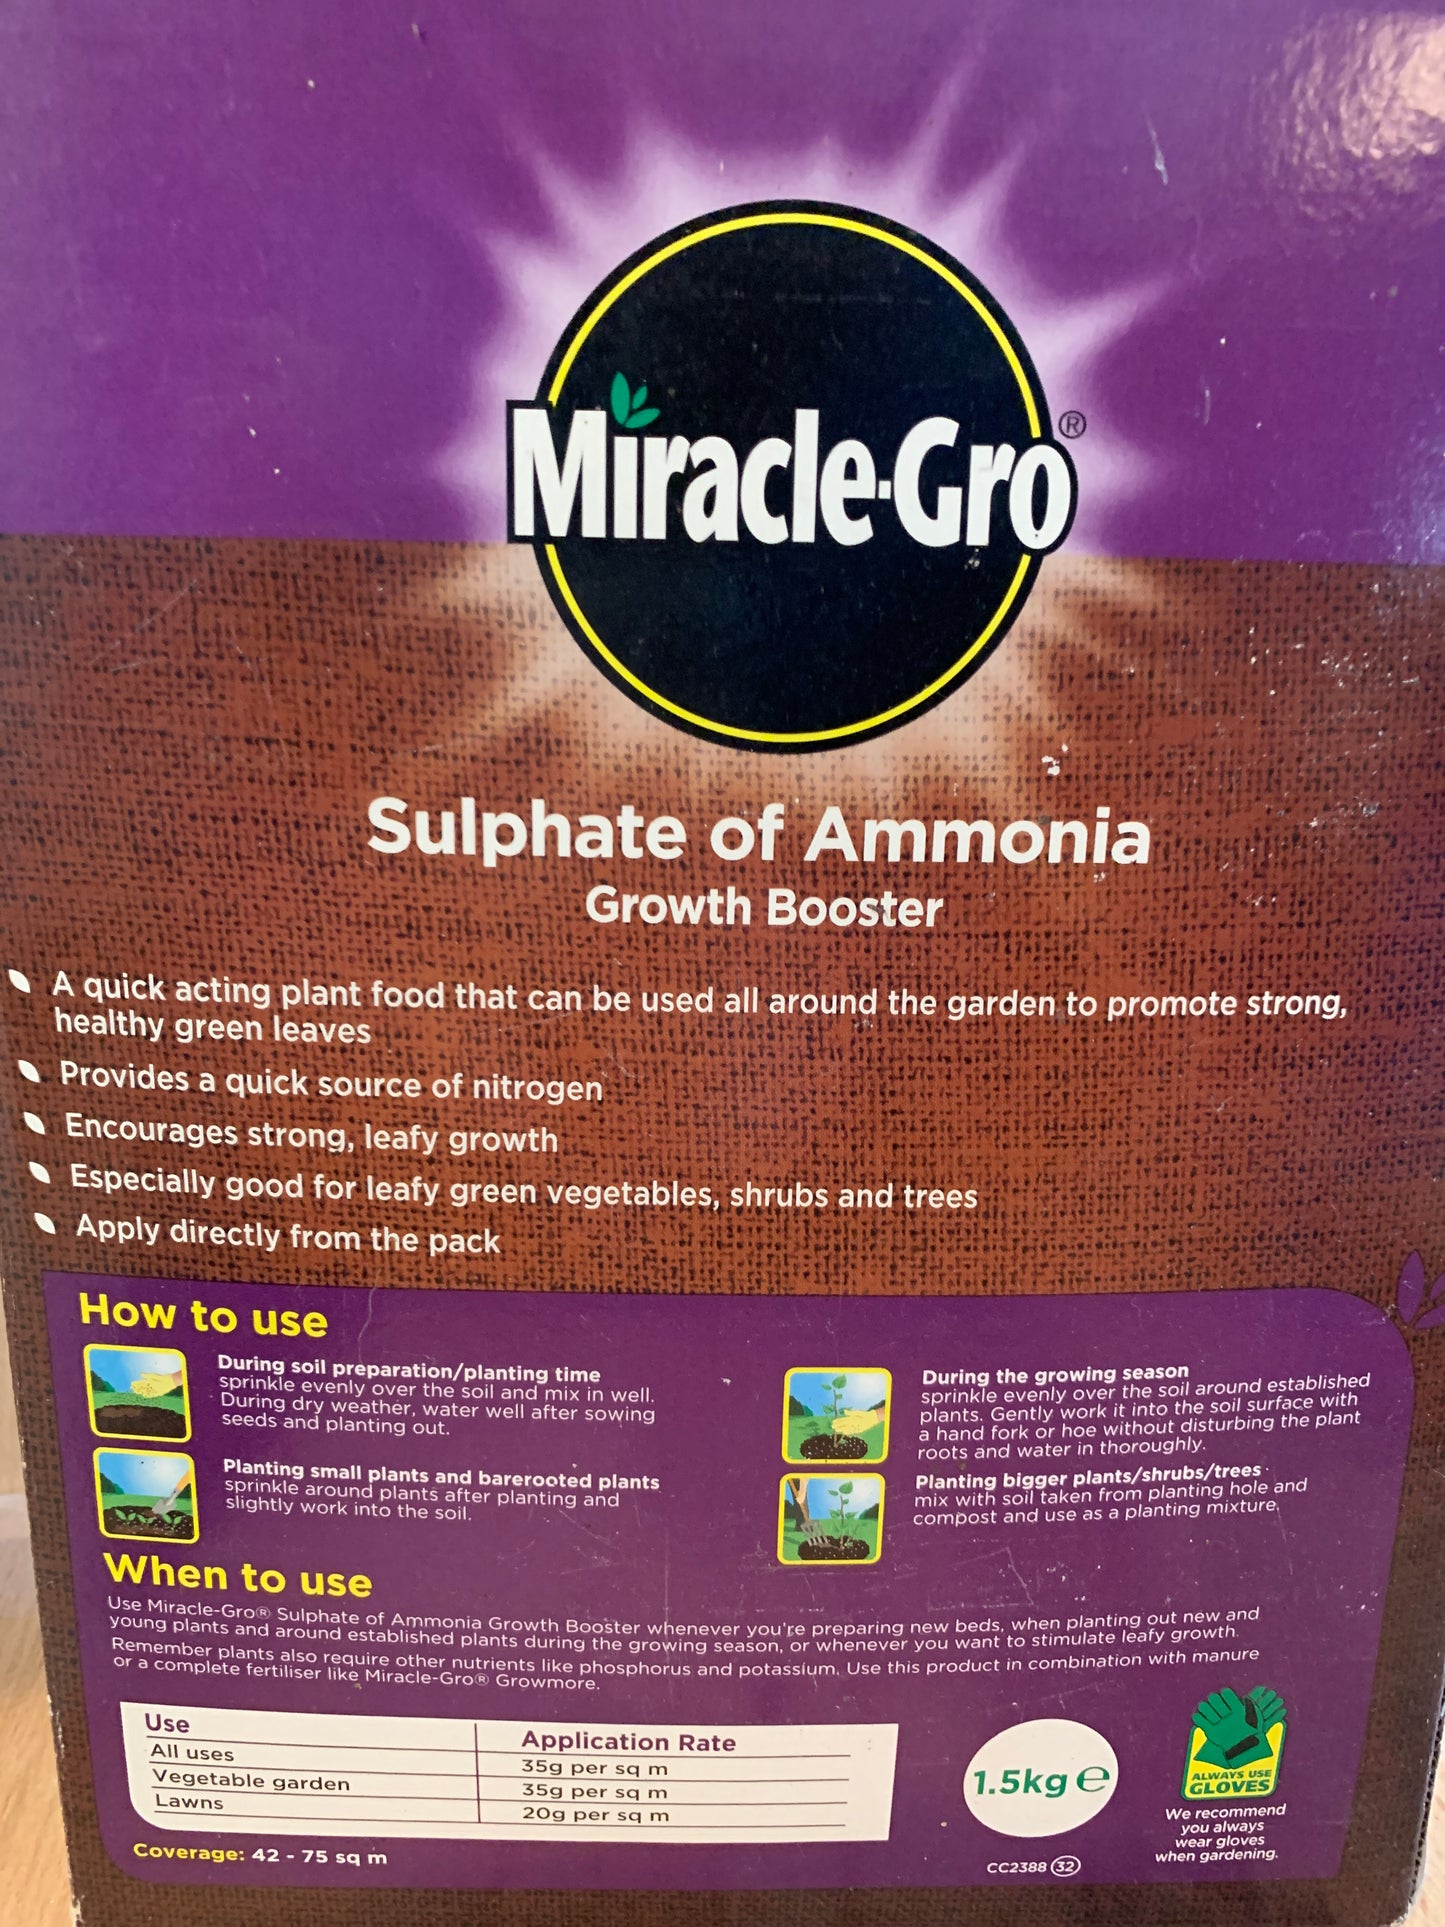 Miracle-Gro®
Sulphate of Ammonia
Growth Booster
A quick acting plant food that can be used all around the garden to promote strong,
healthy green leaves
Provides a quick source of nitrogen
Encourages strong, leafy growth
Especially good for leafy green vegetables, shrubs and trees
Apply directly from the pack
How to use
During soil preparation/planting time
sprinkle evenly over the soil and mix in well.
During dry weather, water well after sowing
seeds and planting out.
Planting small plants and barerooted plants
sprinkle around plants after planting and
slightly work into the soil.
During the growing season
sprinkle evenly over the soil around established
plants. Gently work it into the soil surface with
a hand fork or hoe without disturbing the plant
roots and water in thoroughly.
Planting bigger plants/shrubs/trees
mix with soil taken from planting hole and
compost and use as a planting mixture.
When to use
Use Miracle-Gro® Sulphate of Ammonia Growth Booster whenever you're preparing new beds, when planting out new and
young plants and around established plants during the growing season, or whenever you want to stimulate leafy growth.
Remember plants also require other nutrients like phosphorus and potassium. Use this product in combination with manure
or a complete fertiliser like Miracle-Gro® Growmore.
Use Application Rate
All uses 35g per sq m
Vegetable garden 35g per sq m
Lawns 20g per sq m
Coverage: 42 - 75 sq m
1.5kg e
CC2388 32
ALWAYS USE
GLOVES
We recommend
you always
wear gloves
when gardening.